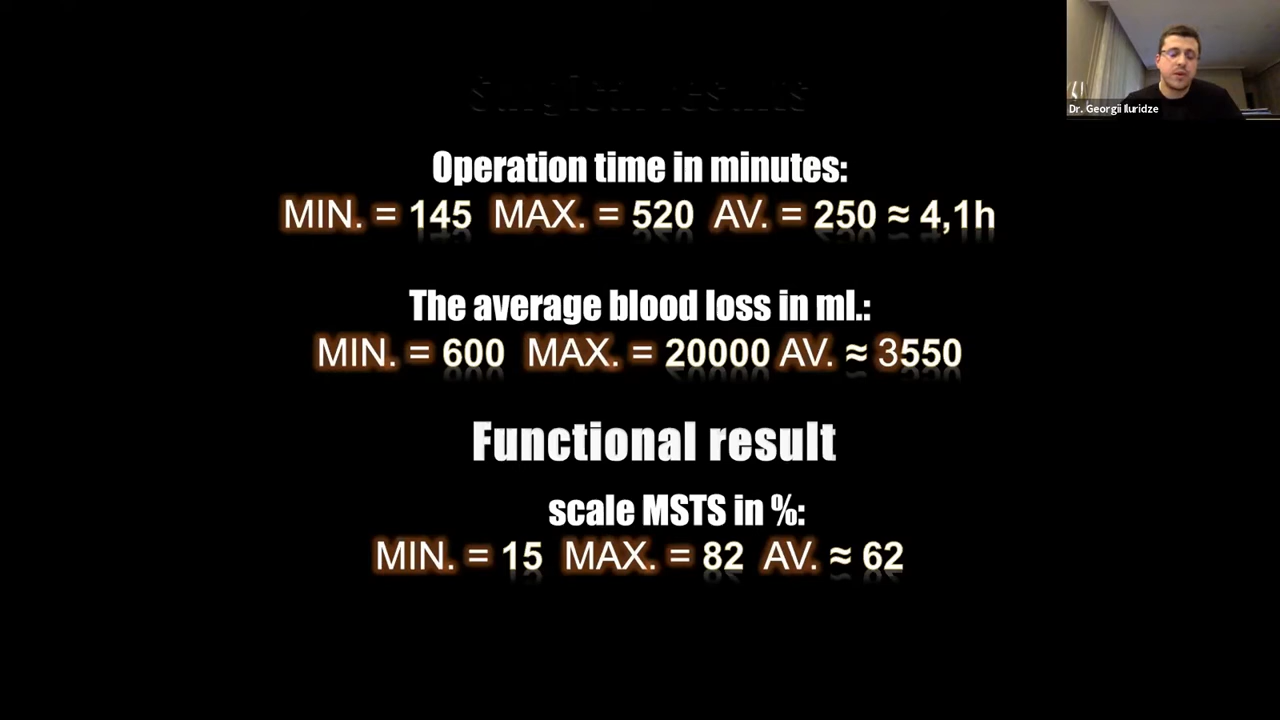 Surgical results
Dr. Georgii Iluridze
Operation time in minutes:
MIN. = 145 MAX. = 520 AV. = 250 ≈ 4,1h
The average blood loss in ml.:
MIN. = 600 MAX. = 20000 AV. ≈ 3550
Functional result
scale MSTS in %:
MIN. = 15 MAX. = 82 AV. ≈ 62